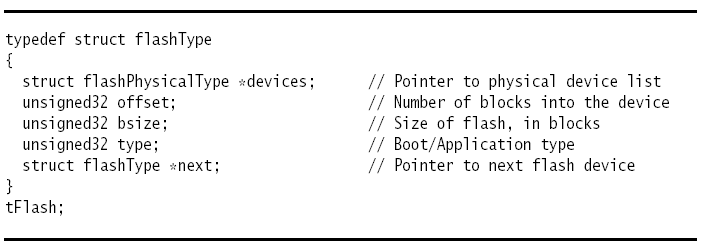 typedef struct flashType
{
struct flashPhysicalType *devices; // Pointer to physical device list
unsigned32 offset; // Number of blocks into the device
unsigned32 bsize; // Size of flash, in blocks
unsigned32 type; // Boot/Application type
struct flashType *next; // Pointer to next flash device
}
tFlash;